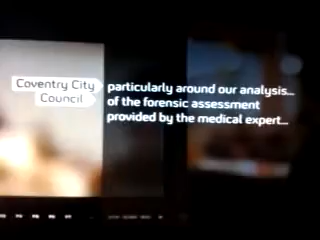 Coventry City
Council
particularly around our analysis...
of the forensic assessment
provided by the medical expert...